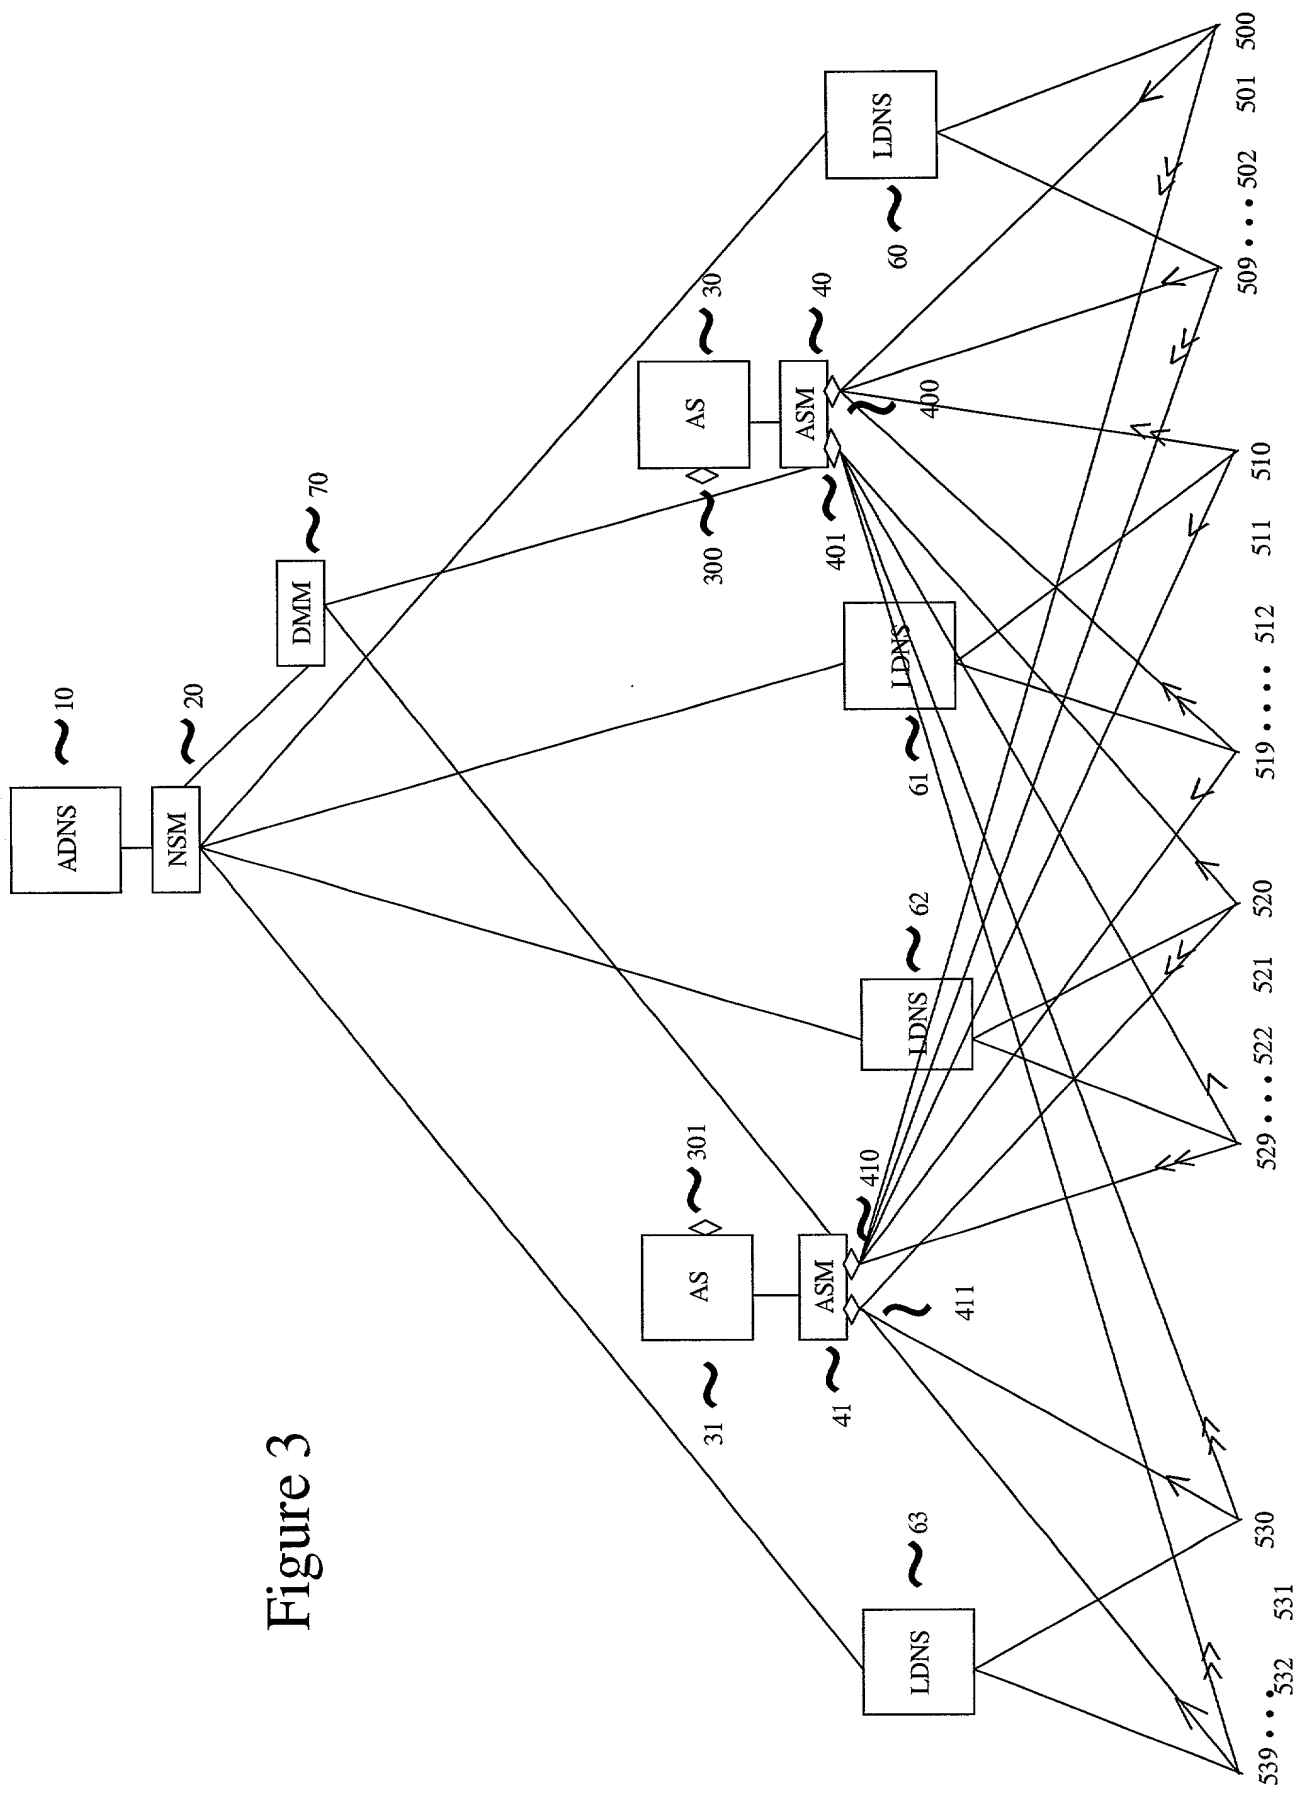 Figure 3
ADNS
10
NSM
20
DMM
70
AS
30
300
ASM
40
400
401
AS
31
301
ASM
41
410
411
LDNS
60
LDNS
61
LDNS
62
LDNS
63
539 • • • 532 531 530
529 • • • 522 521 520
519 • • • • 512 511 510
509 • • • 502 501 500